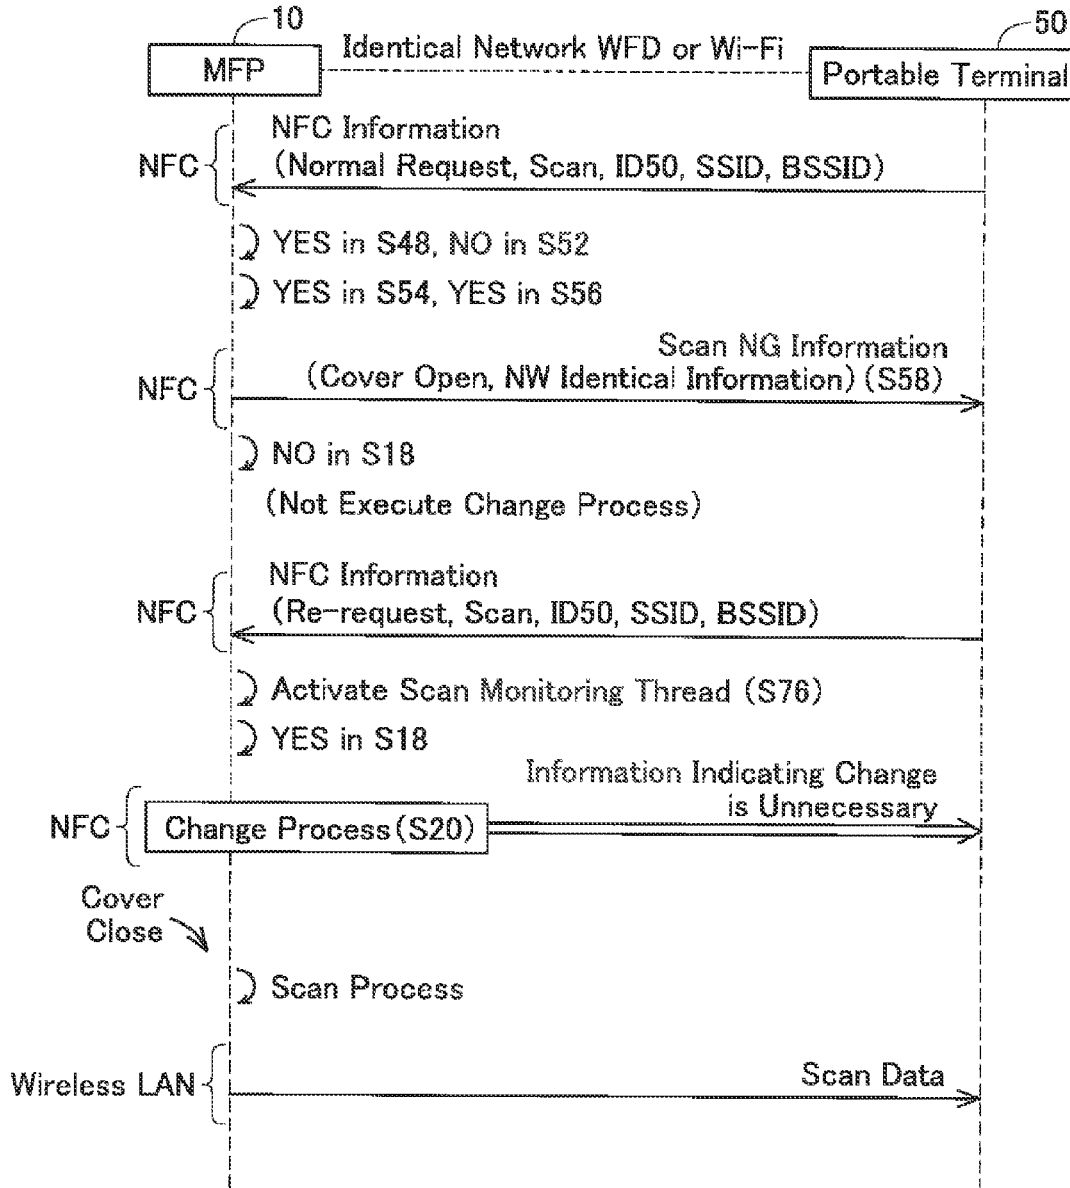 10
50
MFP
Identical Network WFD or Wi-Fi
Portable Terminal
NFC Information
NFC
(Normal Request, Scan, ID50, SSID, BSSID)
YES in S48, NO in S52
YES in S54, YES in S56
Scan NG Information
NFC
(Cover Open, NW Identical Information) (S58)
NO in S18
(Not Execute Change Process)
NFC Information
NFC
(Re-request, Scan, ID50, SSID, BSSID)
Activate Scan Monitoring Thread (S76)
YES in S18
Information Indicating Change
is Unnecessary
NFC
Change Process(S20)
Cover
Close
Scan Process
Wireless LAN
Scan Data